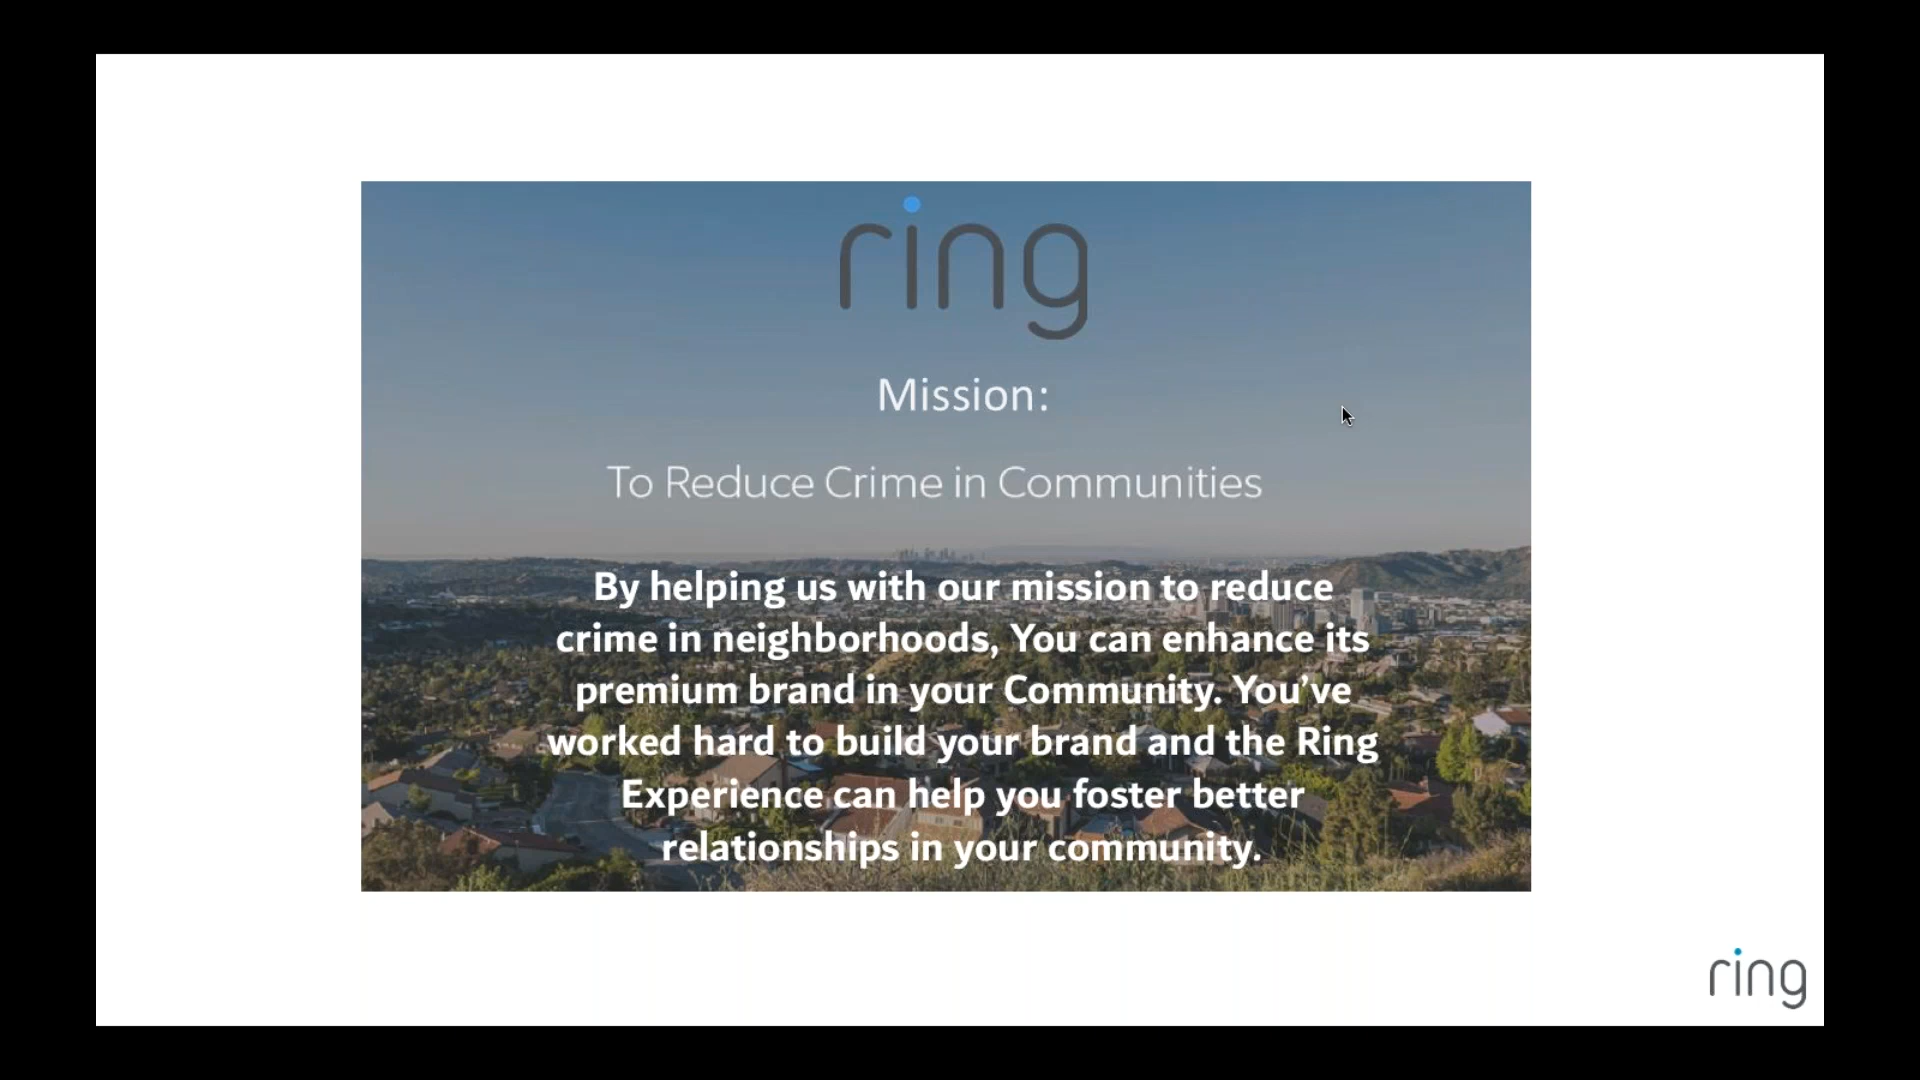 ring
Mission:
To Reduce Crime in Communities
By helping us with our mission to reduce
crime in neighborhoods, You can enhance its
premium brand in your Community. You’ve
worked hard to build your brand and the Ring
Experience can help you foster better
relationships in your community.
ring